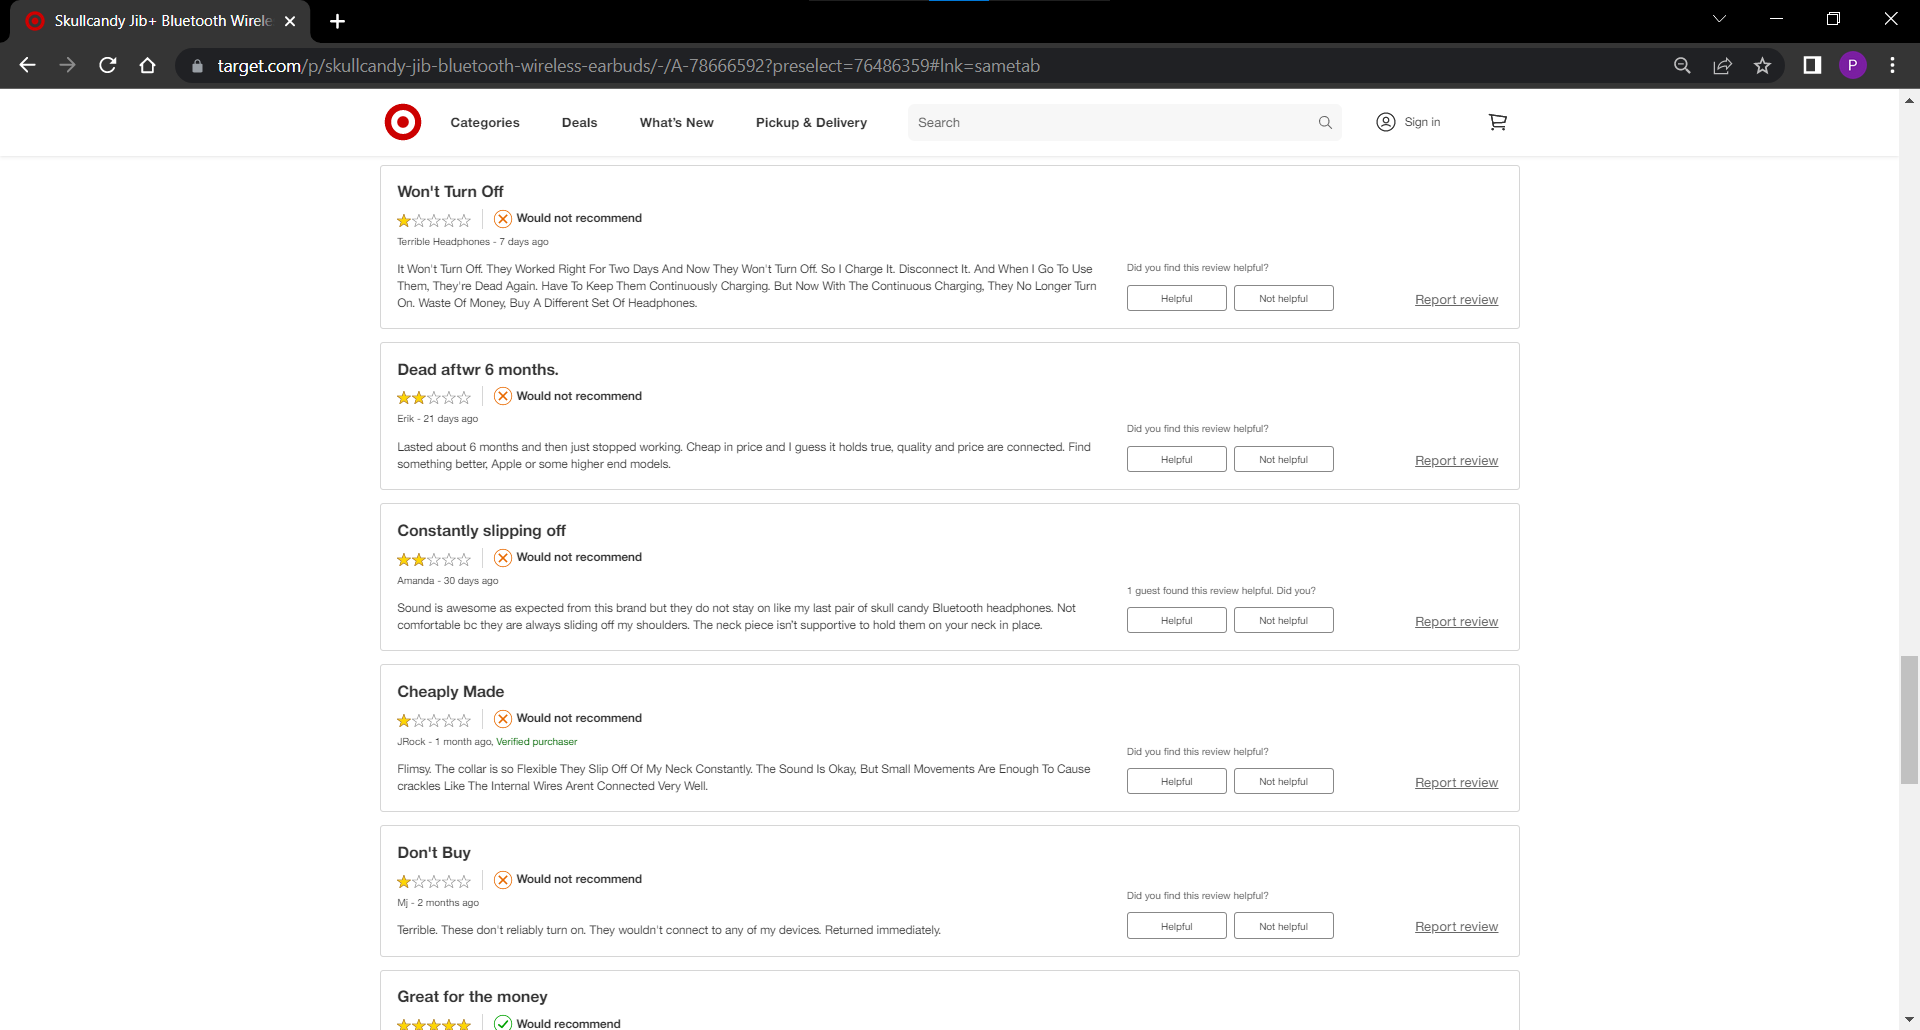 Skullcandy Jib+ Bluetooth Wirele
target.com/p/skullcandy-jib-bluetooth-wireless-earbuds/-/A-78666592?preselect=76486359#lnk=sametab
P
Categories
Deals
What's New
Pickup & Delivery
Search
Sign in
Won't Turn Off
Would not recommend
Terrible Headphones - 7 days ago
It Won't Turn Off. They Worked Right For Two Days And Now They Won't Turn Off. So I Charge It. Disconnect It. And When I Go To Use
Them, They're Dead Again. Have To Keep Them Continuously Charging. But Now With The Continuous Charging, They No Longer Turn
On. Waste Of Money, Buy A Different Set Of Headphones.
Did you find this review helpful?
Helpful
Not helpful
Report review
Dead aftwr 6 months.
Would not recommend
Erik - 21 days ago
Lasted about 6 months and then just stopped working. Cheap in price and I guess it holds true, quality and price are connected. Find
something better, Apple or some higher end models.
Did you find this review helpful?
Helpful
Not helpful
Report review
Constantly slipping off
Would not recommend
Amanda - 30 days ago
Sound is awesome as expected from this brand but they do not stay on like my last pair of skull candy Bluetooth headphones. Not
comfortable bc they are always sliding off my shoulders. The neck piece isn't supportive to hold them on your neck in place.
1 guest found this review helpful. Did you?
Helpful
Not helpful
Report review
Cheaply Made
Would not recommend
JRock - 1 month ago, Verified purchaser
Flimsy. The collar is so Flexible They Slip Off Of My Neck Constantly. The Sound Is Okay, But Small Movements Are Enough To Cause
crackles Like The Internal Wires Arent Connected Very Well.
Did you find this review helpful?
Helpful
Not helpful
Report review
Don't Buy
Would not recommend
Mj - 2 months ago
Terrible. These don't reliably turn on. They wouldn't connect to any of my devices. Returned immediately.
Did you find this review helpful?
Helpful
Not helpful
Report review
Great for the money
Would recommend